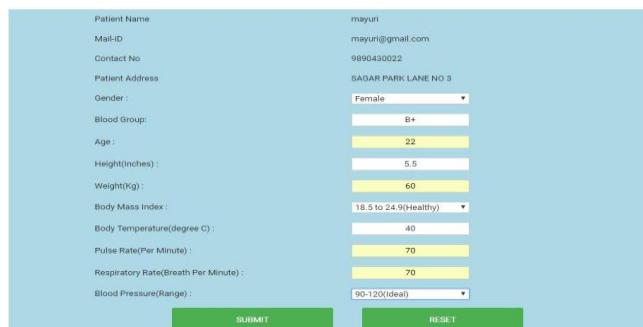 Patient Name mayuri
Mail-ID mayuri@gmail.com
Contact No 9890430022
Patient Address SAGAR PARK LANE NO 3
Gender : Female
Blood Group: B+
Age : 22
Height(Inches) : 5.5
Weight(Kg) : 60
Body Mass Index : 18.5 to 24.9(Healthy)
Body Temperature(degree C) : 40
Pulse Rate(Per Minute) : 70
Respiratory Rate(Breath Per Minute) : 70
Blood Pressure(Range) : 90-120(Ideal)
SUBMIT RESET